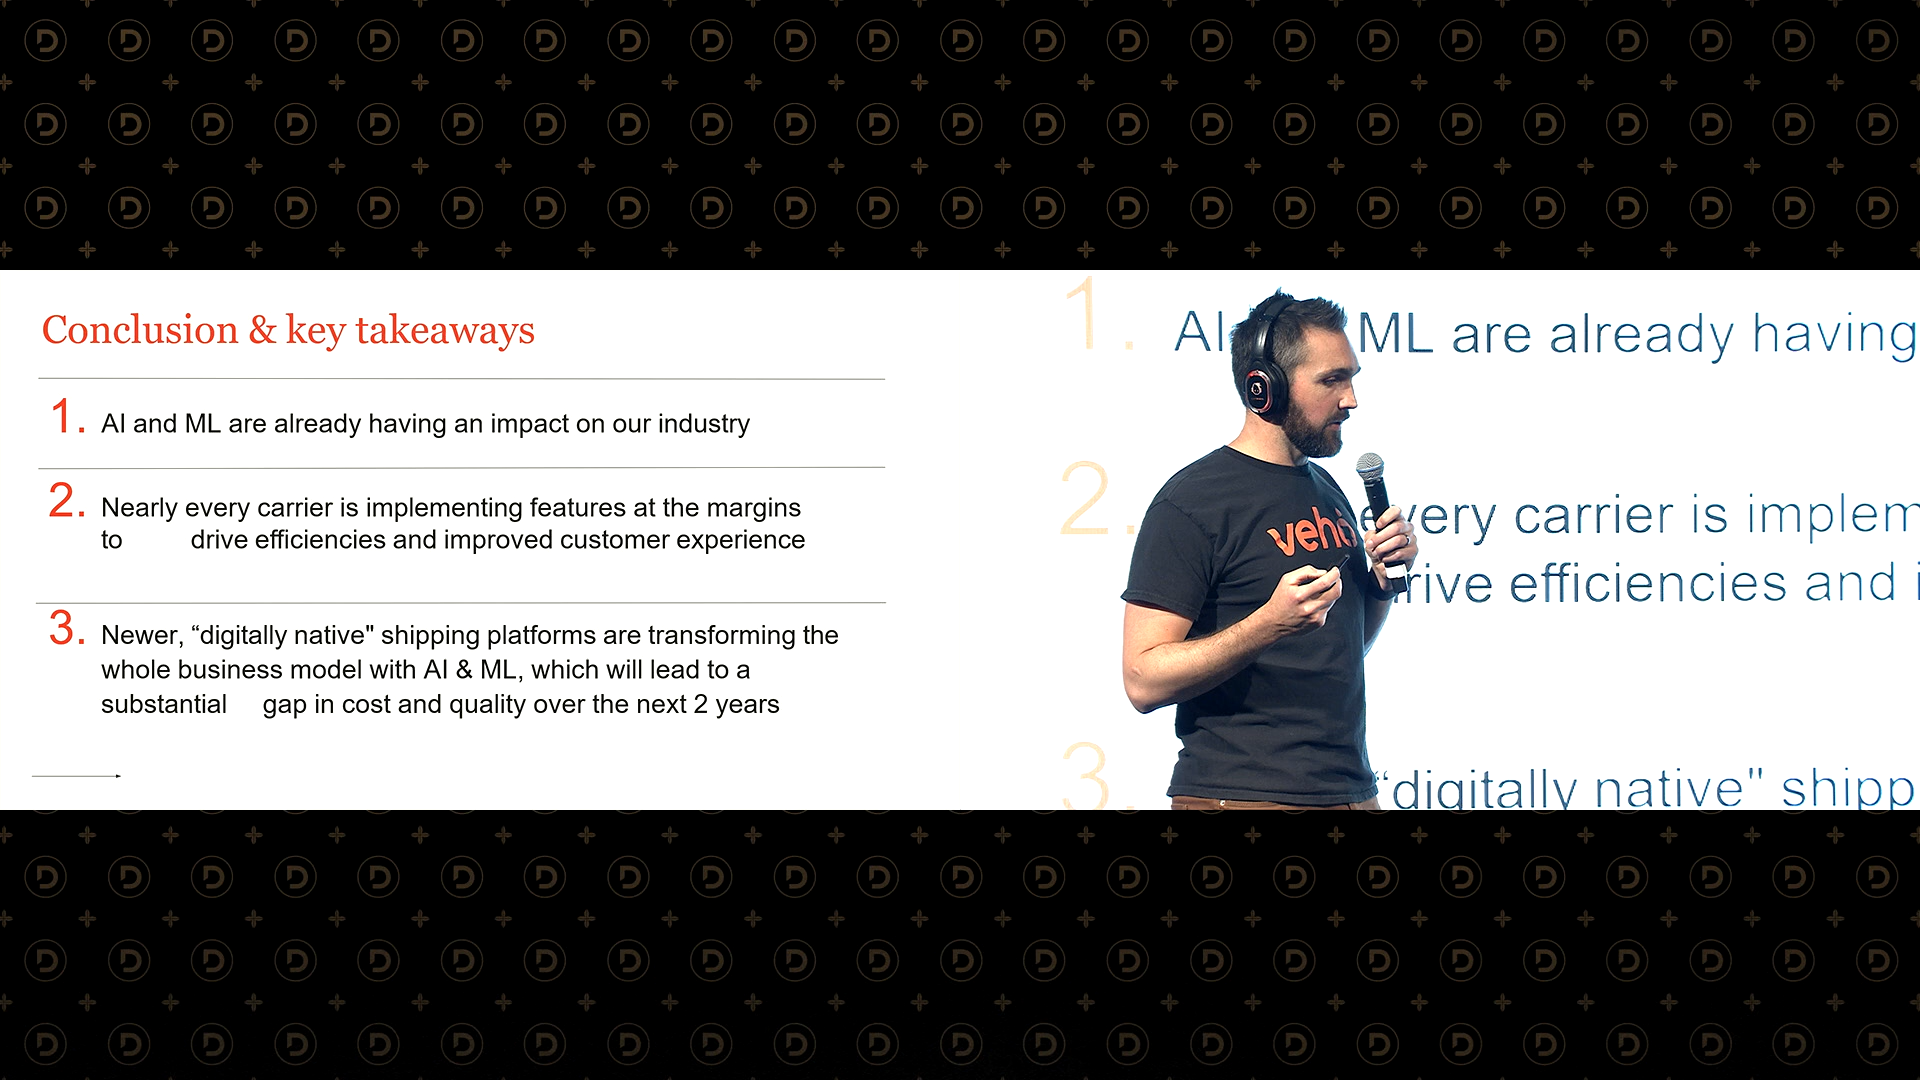 Conclusion & key takeaways
1. AI and ML are already having an impact on our industry
2. Nearly every carrier is implementing features at the margins
to drive efficiencies and improved customer experience
3. Newer, “digitally native" shipping platforms are transforming the
whole business model with AI & ML, which will lead to a
substantial gap in cost and quality over the next 2 years
1. AI ML are already having
2. every carrier is implem
drive efficiencies and i
3. “digitally native" shipp
veho